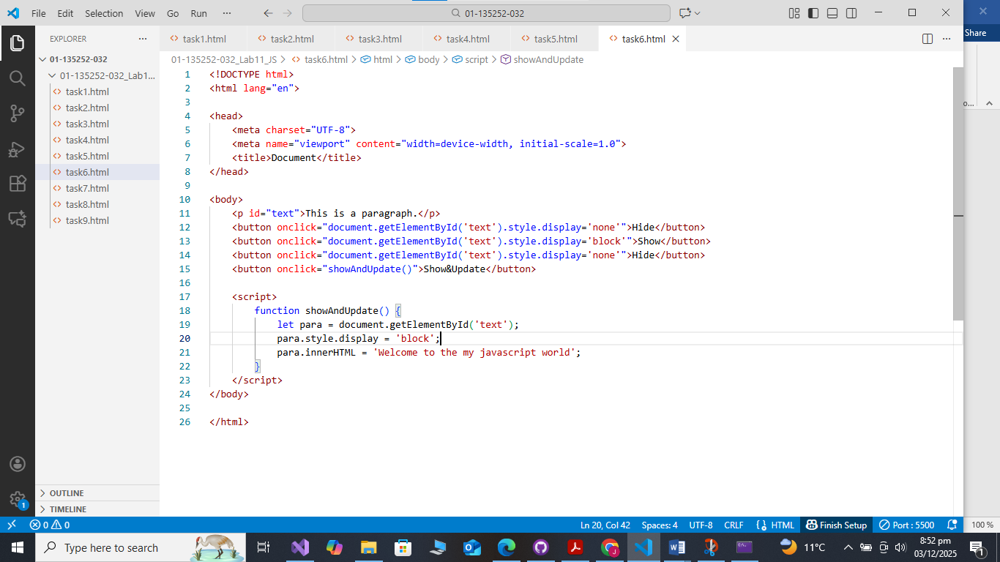 File Edit Selection View Go Run ··· 01-135252-032
EXPLORER ···
01-135252-032
01-135252-032_Lab1...
task1.html
task2.html
task3.html
task4.html
task5.html
task6.html
task7.html
task8.html
task9.html
OUTLINE
TIMELINE
task1.html task2.html task3.html task4.html task5.html task6.html
01-135252-032_Lab11_JS > task6.html > html > body > script > showAndUpdate
1 <!DOCTYPE html>
2 <html lang="en">
3
4 <head>
5 <meta charset="UTF-8">
6 <meta name="viewport" content="width=device-width, initial-scale=1.0">
7 <title>Document</title>
8 </head>
9
10 <body>
11 <p id="text">This is a paragraph.</p>
12 <button onclick="document.getElementById('text').style.display='none'">Hide</button>
13 <button onclick="document.getElementById('text').style.display='block'">Show</button>
14 <button onclick="document.getElementById('text').style.display='none'">Hide</button>
15 <button onclick="showAndUpdate()">Show&Update</button>
16
17 <script>
18 function showAndUpdate() {
19 let para = document.getElementById('text');
20 para.style.display = 'block';
21 para.innerHTML = 'Welcome to the my javascript world';
22 }
23 </script>
24 </body>
25
26 </html>
Share
o...
1
0 0 Ln 20, Col 42 Spaces: 4 UTF-8 CRLF {} HTML Finish Setup Port : 5500 100 %
Type here to search 11°C 8:52 pm
03/12/2025 1